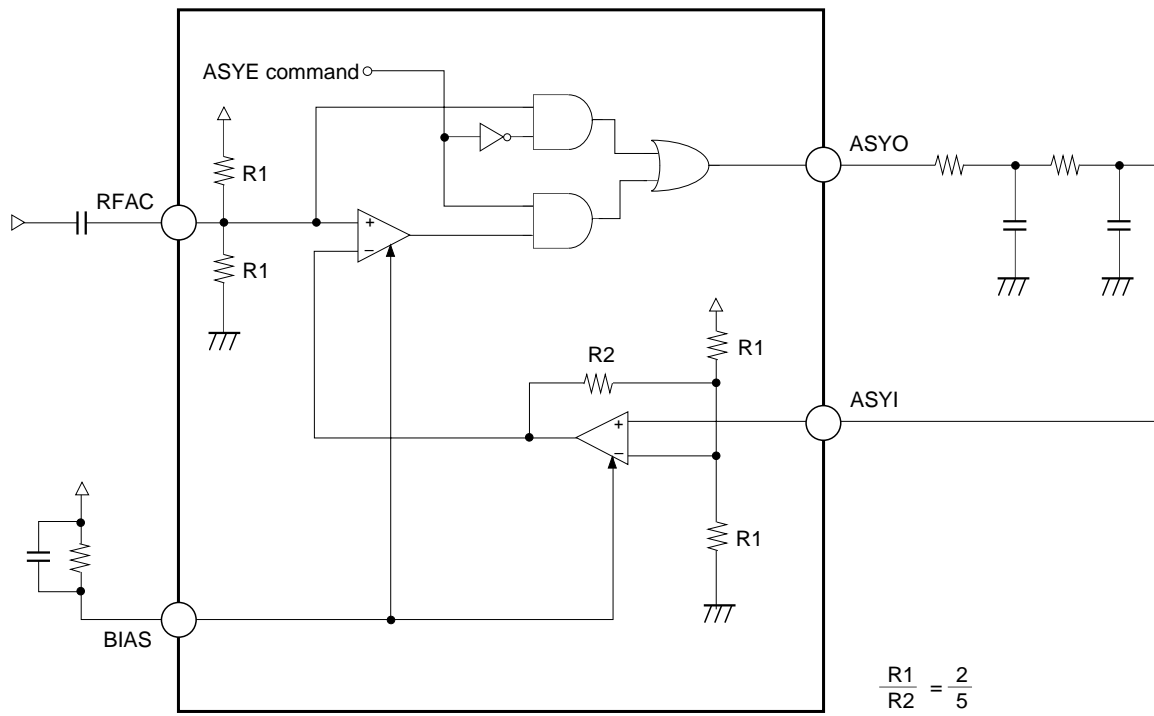 ASYE command
R1
RFAC
R1
+
−
ASYO
R1
R2
ASYI
+
−
R1
BIAS
R1/R2 = 2/5